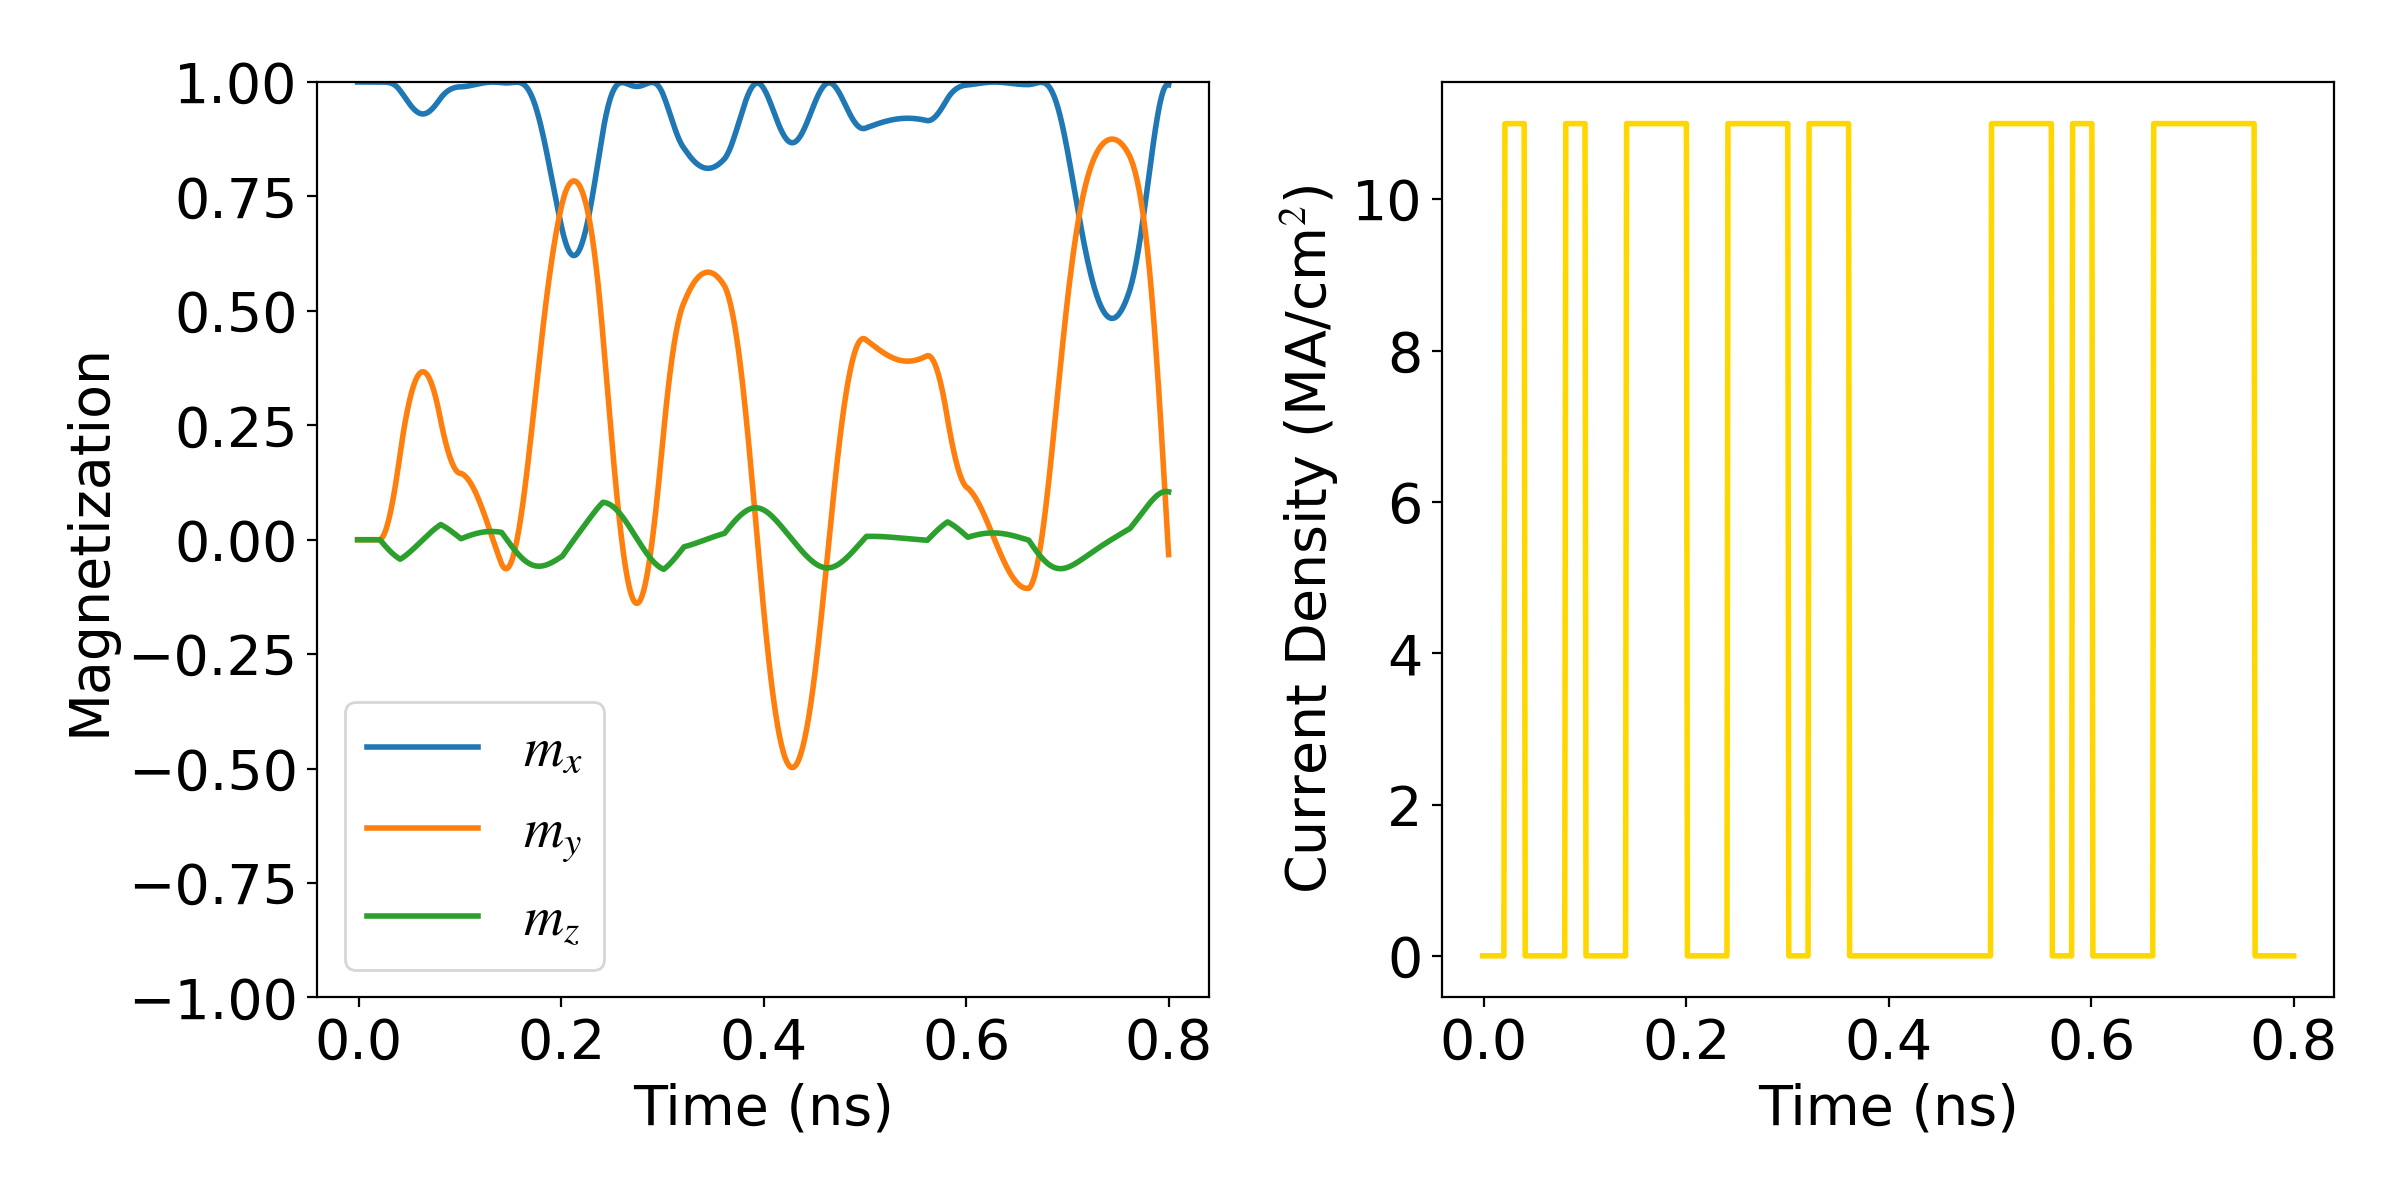 1.00
0.75
0.50
0.25
0.00
−0.25
−0.50
−0.75
−1.00
Magnetization
0.0 0.2 0.4 0.6 0.8
Time (ns)
m_x
m_y
m_z
10
8
6
4
2
0
Current Density (MA/cm²)
0.0 0.2 0.4 0.6 0.8
Time (ns)